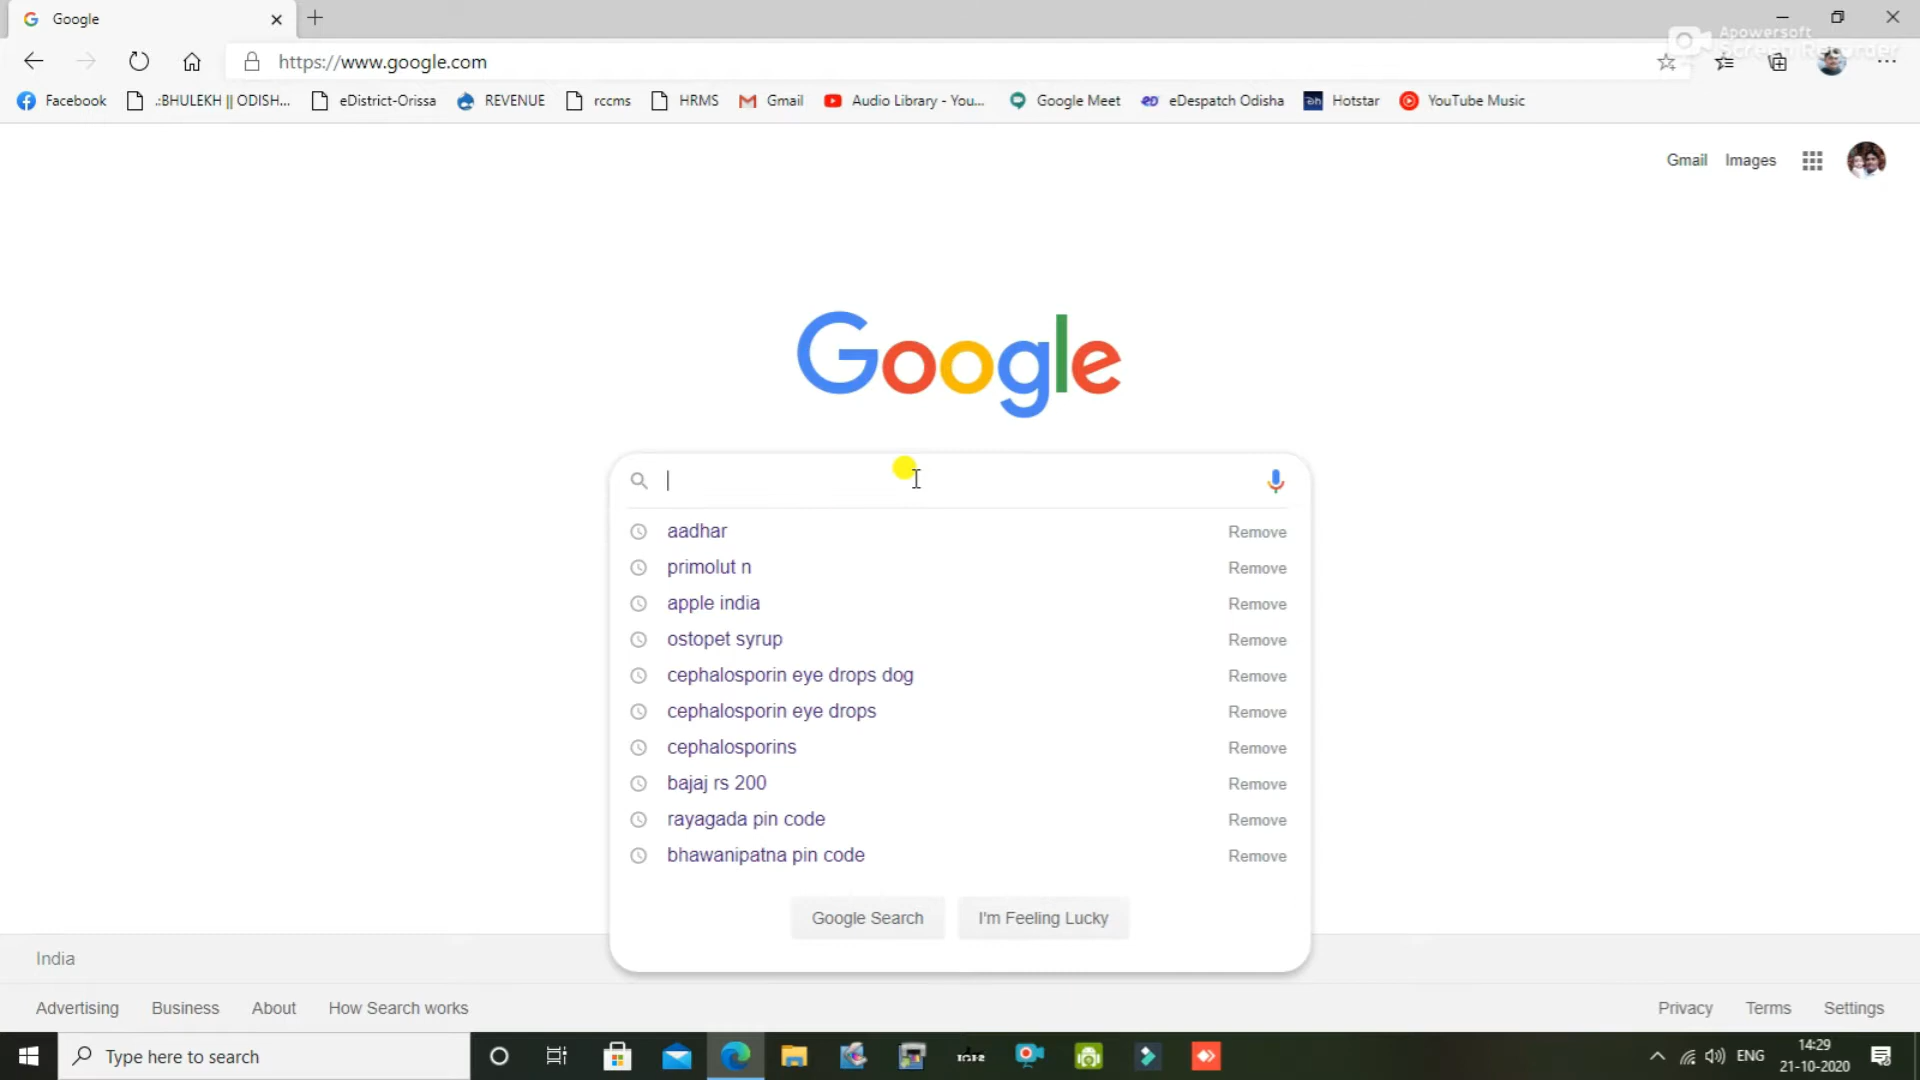 Google
Apowersoft
Screen Recorder
https://www.google.com
Facebook
.:BHULEKH || ODISH...
eDistrict-Orissa
REVENUE
rccms
HRMS
Gmail
Audio Library - You...
Google Meet
eDespatch Odisha
Hotstar
YouTube Music
Gmail
Images
Google
aadhar Remove
primolut n Remove
apple india Remove
ostopet syrup Remove
cephalosporin eye drops dog Remove
cephalosporin eye drops Remove
cephalosporins Remove
bajaj rs 200 Remove
rayagada pin code Remove
bhawanipatna pin code Remove
Google Search
I'm Feeling Lucky
India
Advertising Business About How Search works
Privacy Terms Settings
Type here to search
ENG
14:29
21-10-2020